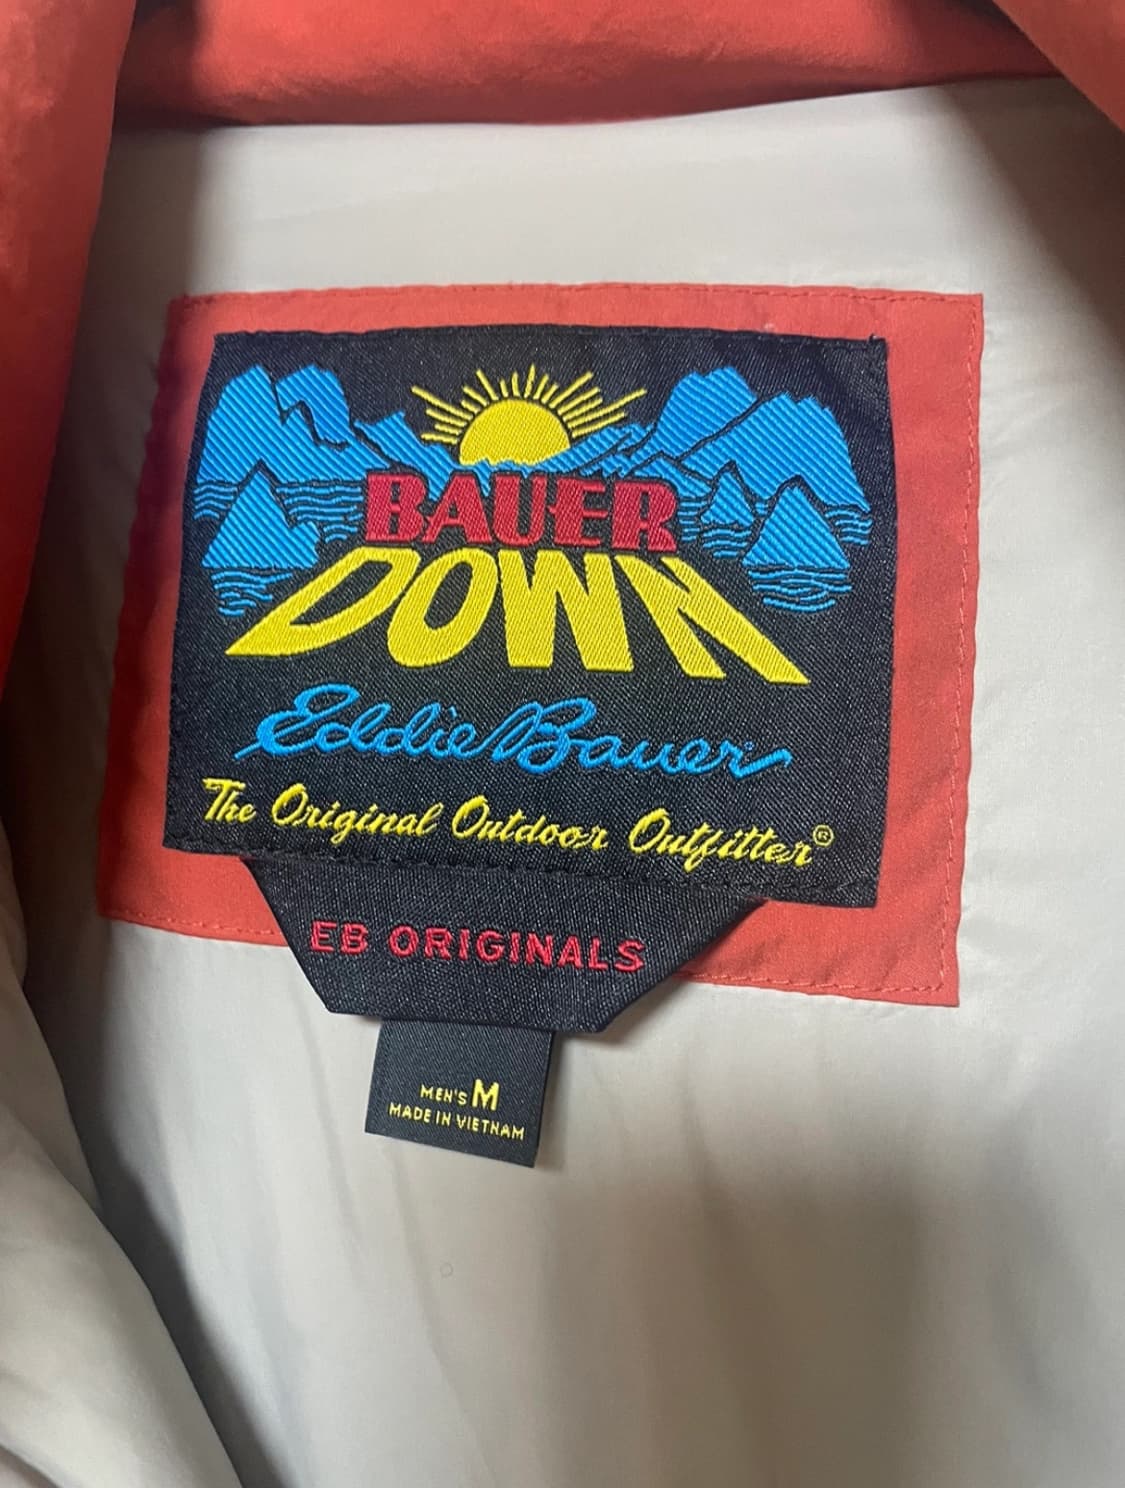 BAUER
DOWN
Eddie Bauer
The Original Outdoor Outfitter®
EB ORIGINALS
MEN'S M
MADE IN VIETNAM